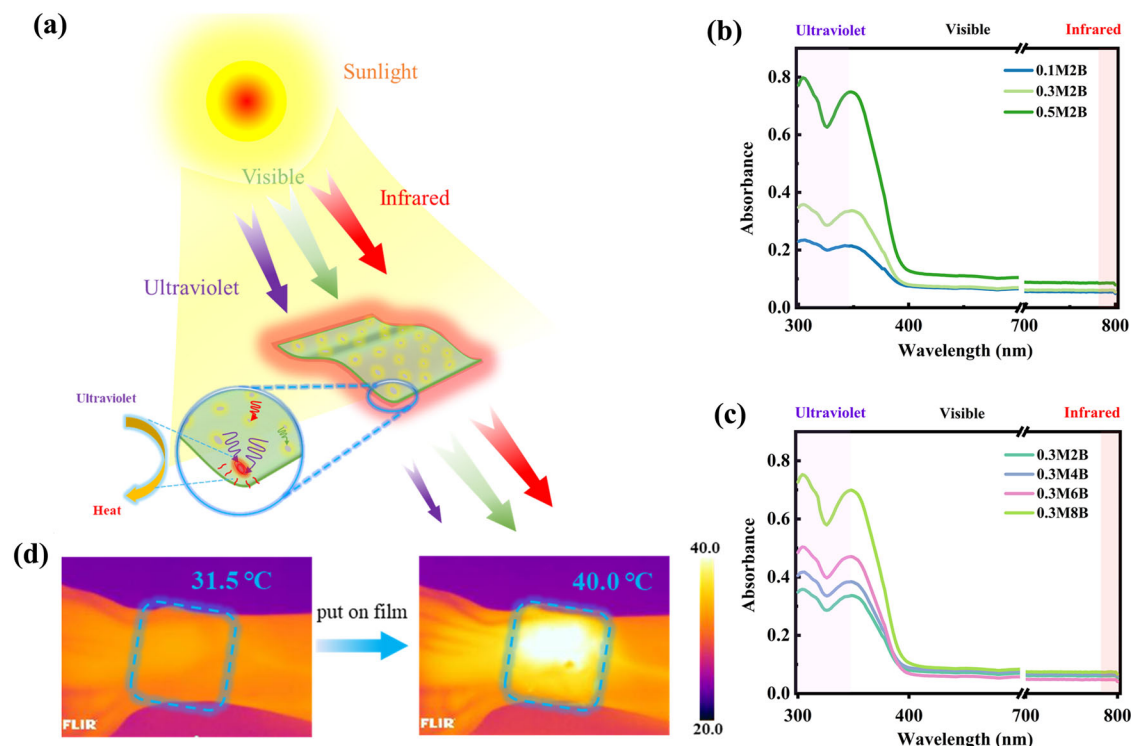 (a)
Sunlight
Visible
Infrared
Ultraviolet
Ultraviolet
Heat
(b)
Ultraviolet Visible Infrared
0.8
0.6
0.4
0.2
0.0
Absorbance
0.1M2B
0.3M2B
0.5M2B
300 400 700 800
Wavelength (nm)
(c)
Ultraviolet Visible Infrared
0.8
0.6
0.4
0.2
0.0
Absorbance
0.3M2B
0.3M4B
0.3M6B
0.3M8B
300 400 700 800
Wavelength (nm)
(d)
31.5 °C
FLIR
put on film
40.0 °C
FLIR
40.0
20.0